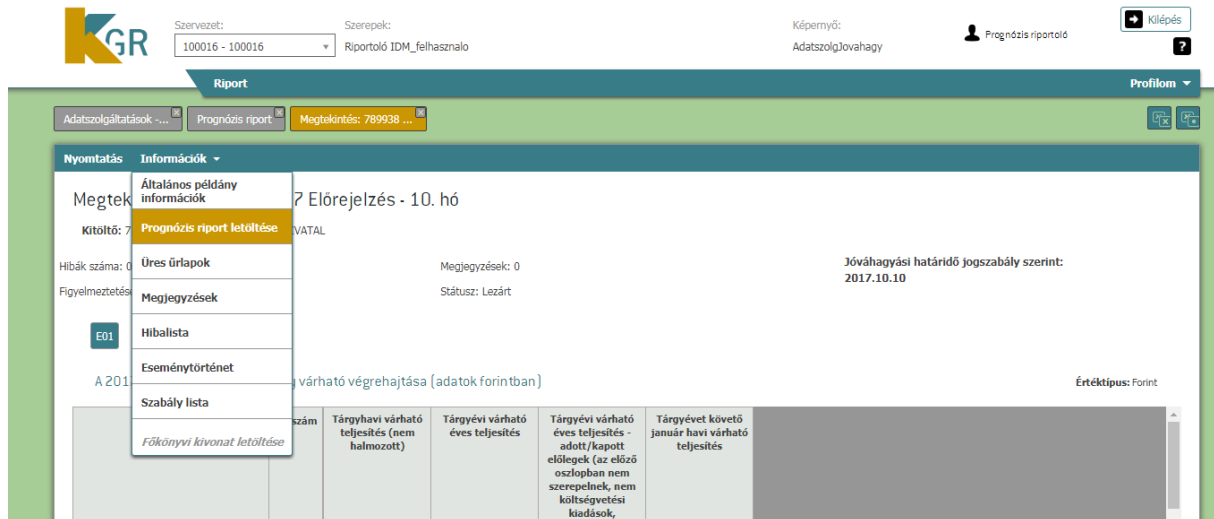 KGR
Szervezet:
100016 - 100016
Szerepek:
Riportoló IDM_felhasznalo
Képernyő:
AdatszolgJovahagy
Prognózis riportoló
Kilépés
?
Riport
Profilom
Adatszolgáltatások -...
Prognózis riport
Megtekintés: 789938 ...
Nyomtatás
Információk
Megtek
7 Előrejelzés - 10. hó
Kitöltő: 7
VATAL
Hibák száma: 0
Megjegyzések: 0
Jóváhagyási határidő jogszabály szerint:
2017.10.10
Figyelmeztetése
Státusz: Lezárt
Általános példány
információk
Prognózis riport letöltése
Üres űrlapok
Megjegyzések
Hibalista
Eseménytörténet
Szabály lista
Főkönyvi kivonat letöltése
E01
A 201
várható végrehajtása (adatok forintban)
Értéktípus: Forint
szám
Tárgyhavi várható
teljesítés (nem
halmozott)
Tárgyévi várható
éves teljesítés
Tárgyévi várható
éves teljesítés -
adott/kapott
előlegek (az előző
oszlopban nem
szerepelnek, nem
költségvetési
kiadások,
Tárgyévet követő
január havi várható
teljesítés